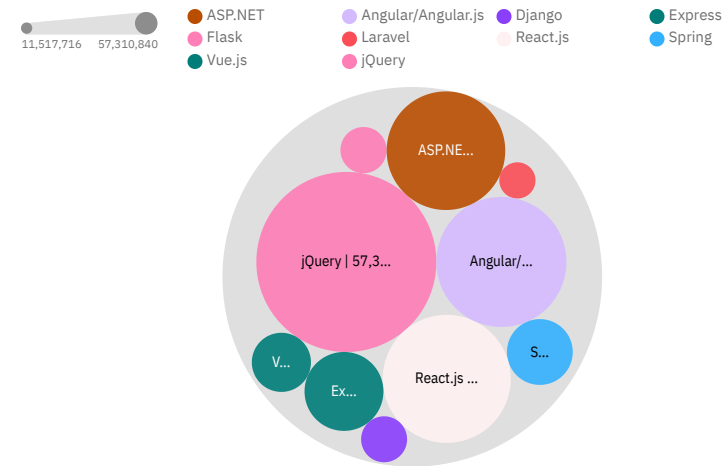 ASP.NET Angular/Angular.js Django Express
Flask Laravel React.js Spring
Vue.js jQuery
11,517,716 57,310,840
ASP.NE...
jQuery | 57,3...
Angular/...
S...
V...
React.js ...
Ex...